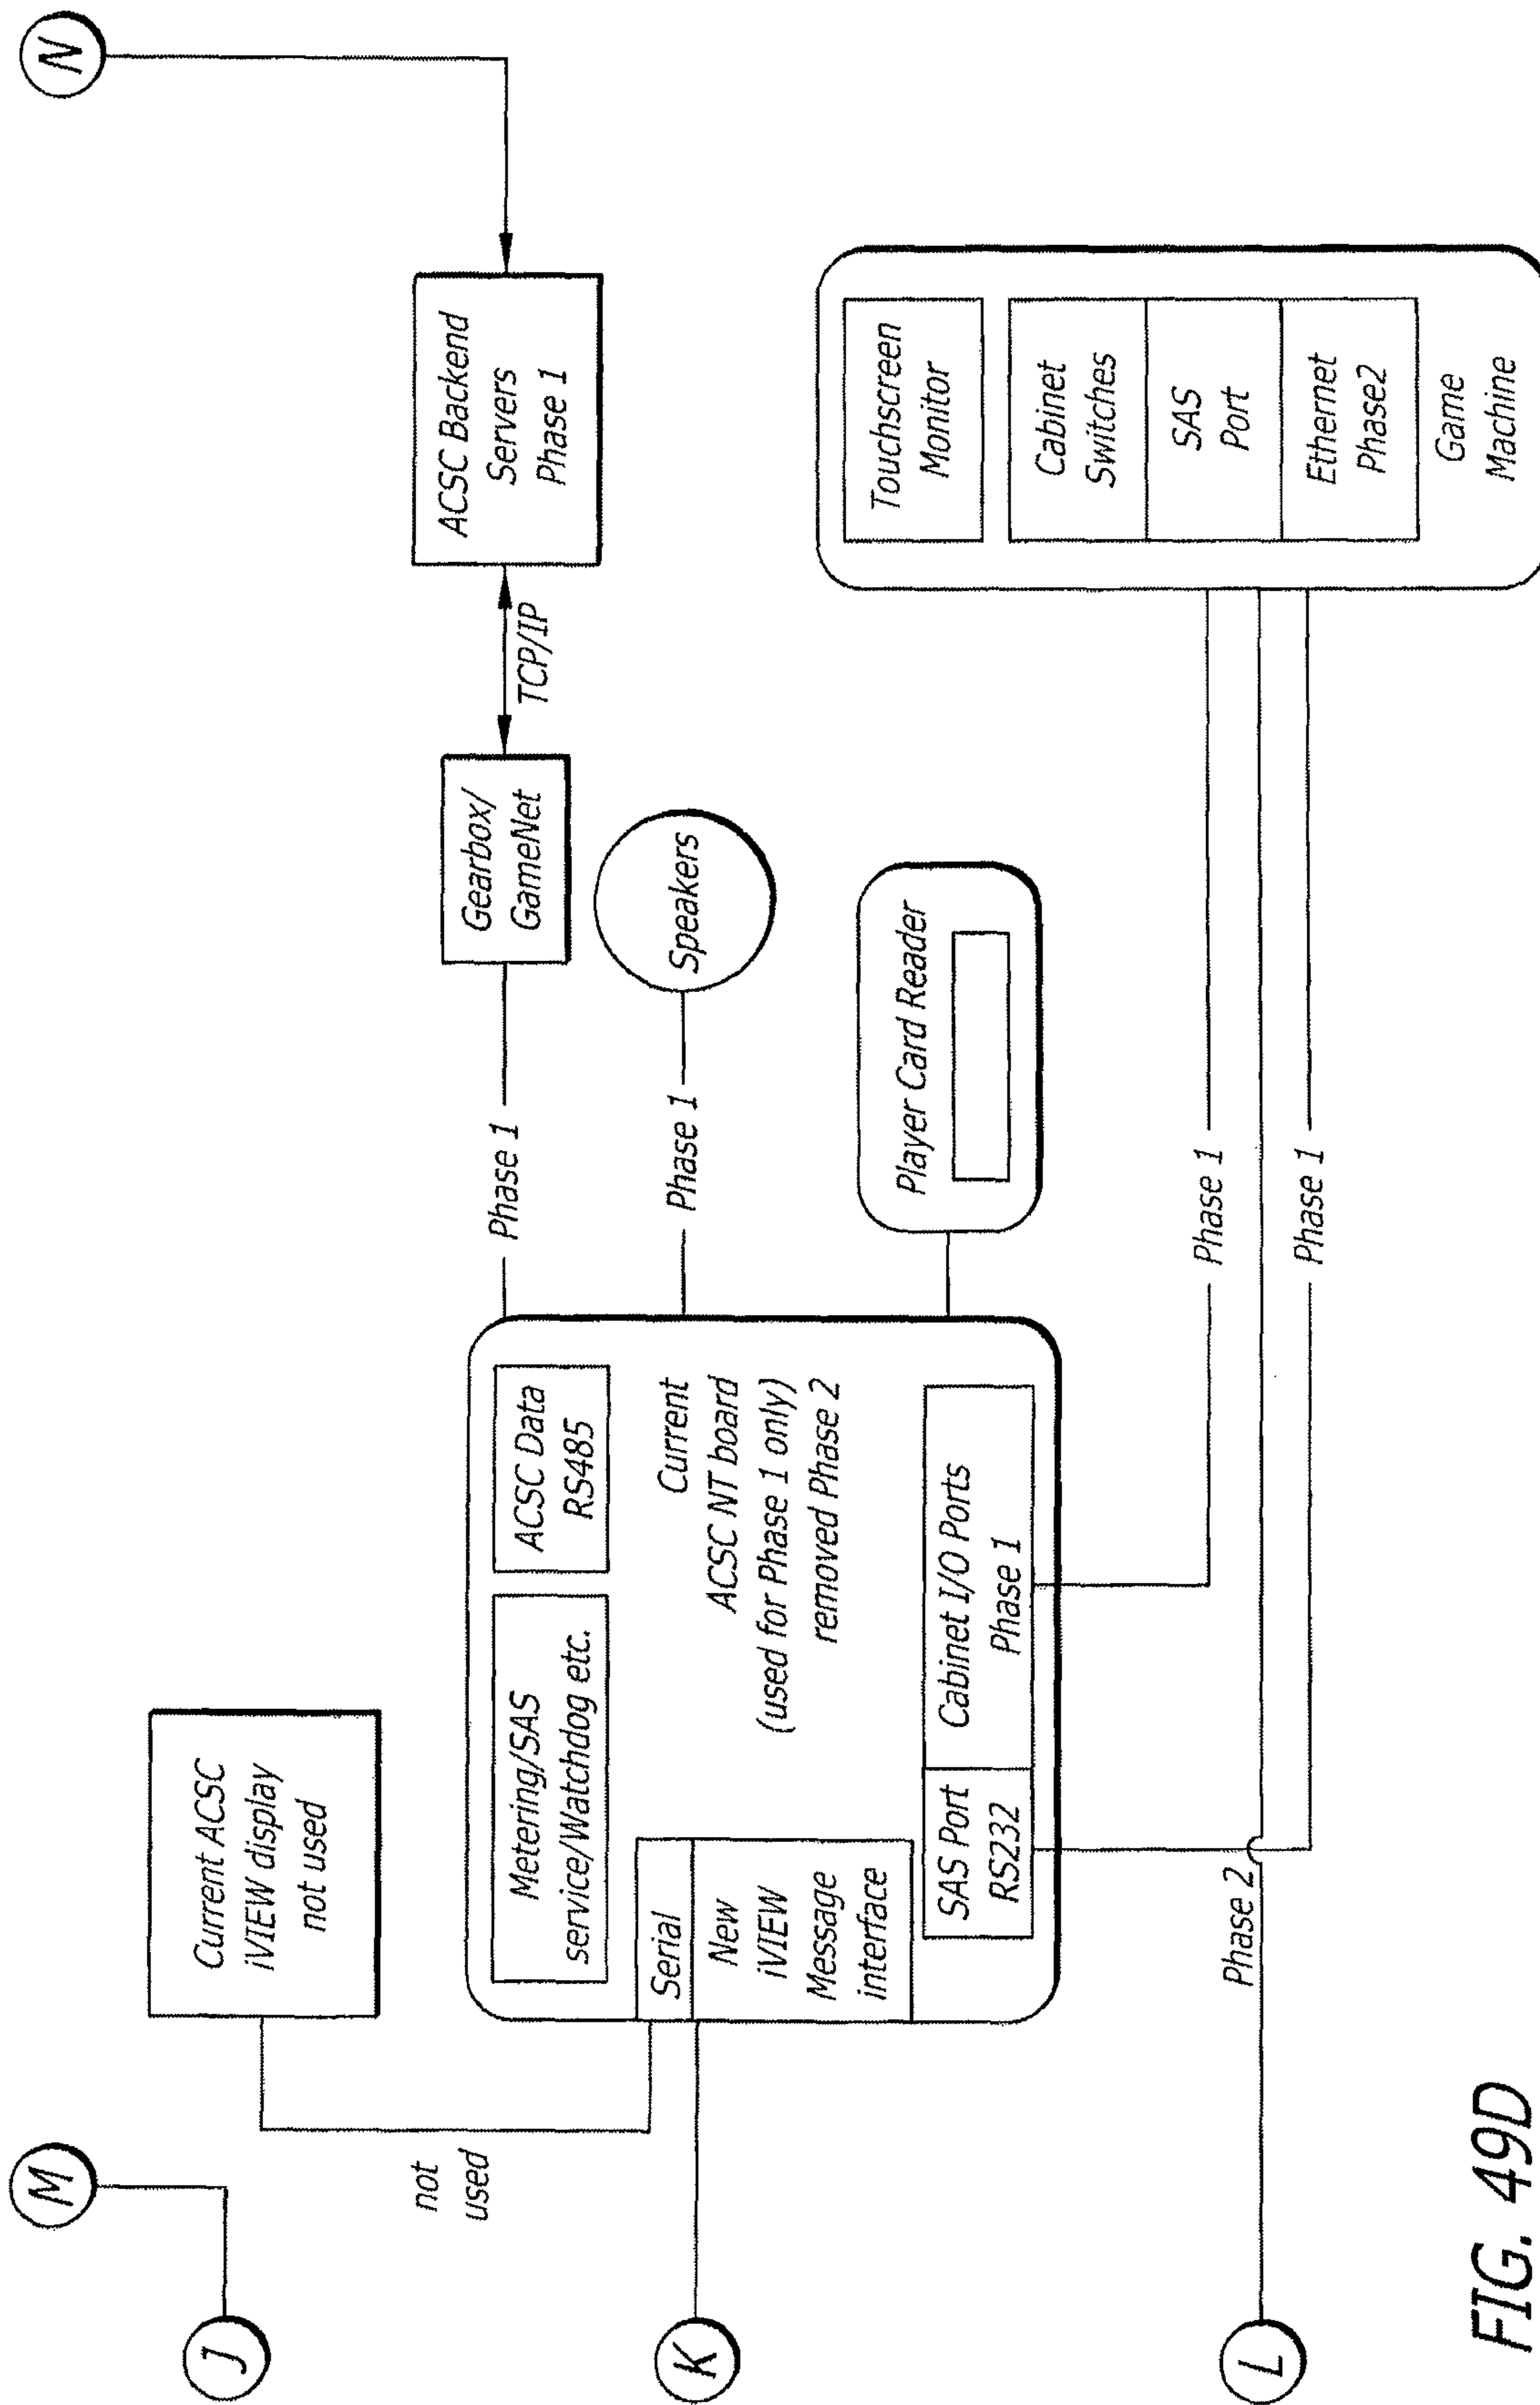 M
J
Current ACSC
iVIEW display
not used
not
used
N
ACSC Backend
Servers
Phase 1
TCP/IP
Gearbox/
GameNet
Phase 1
Speakers
Phase 1
Metering/SAS
service/Watchdog etc.
ACSC Data
RS485
Current
ACSC NT board
(used for Phase 1 only)
removed Phase 2
Serial
New
iVIEW
Message
interface
K
SAS Port
RS232
Cabinet I/O Ports
Phase 1
Player Card Reader
Touchscreen
Monitor
Cabinet
Switches
SAS
Port
Ethernet
Phase2
Game
Machine
Phase 1
Phase 2
Phase 1
L
FIG. 49D